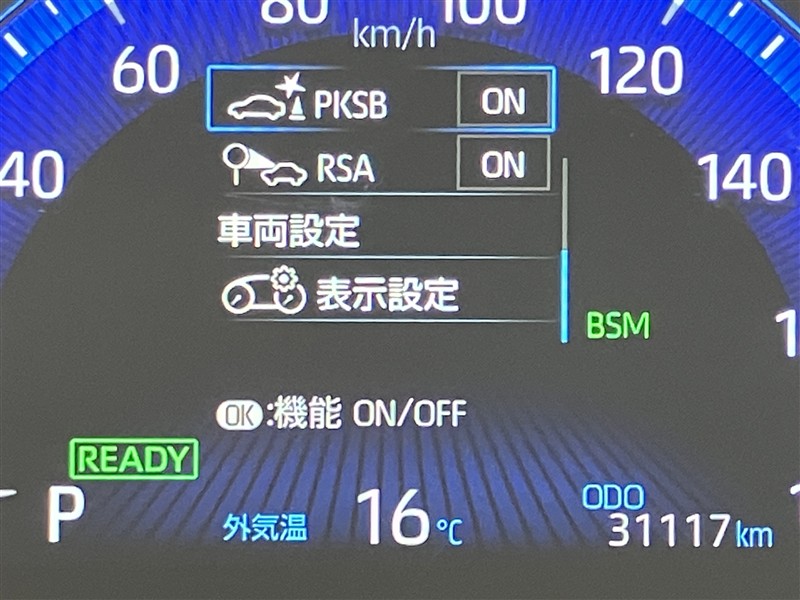 80 100
km/h
60 120
PKSB ON
40 140
RSA ON
車両設定
表示設定
BSM
OK:機能 ON/OFF
READY
P
外気温 16℃
ODO
31117km